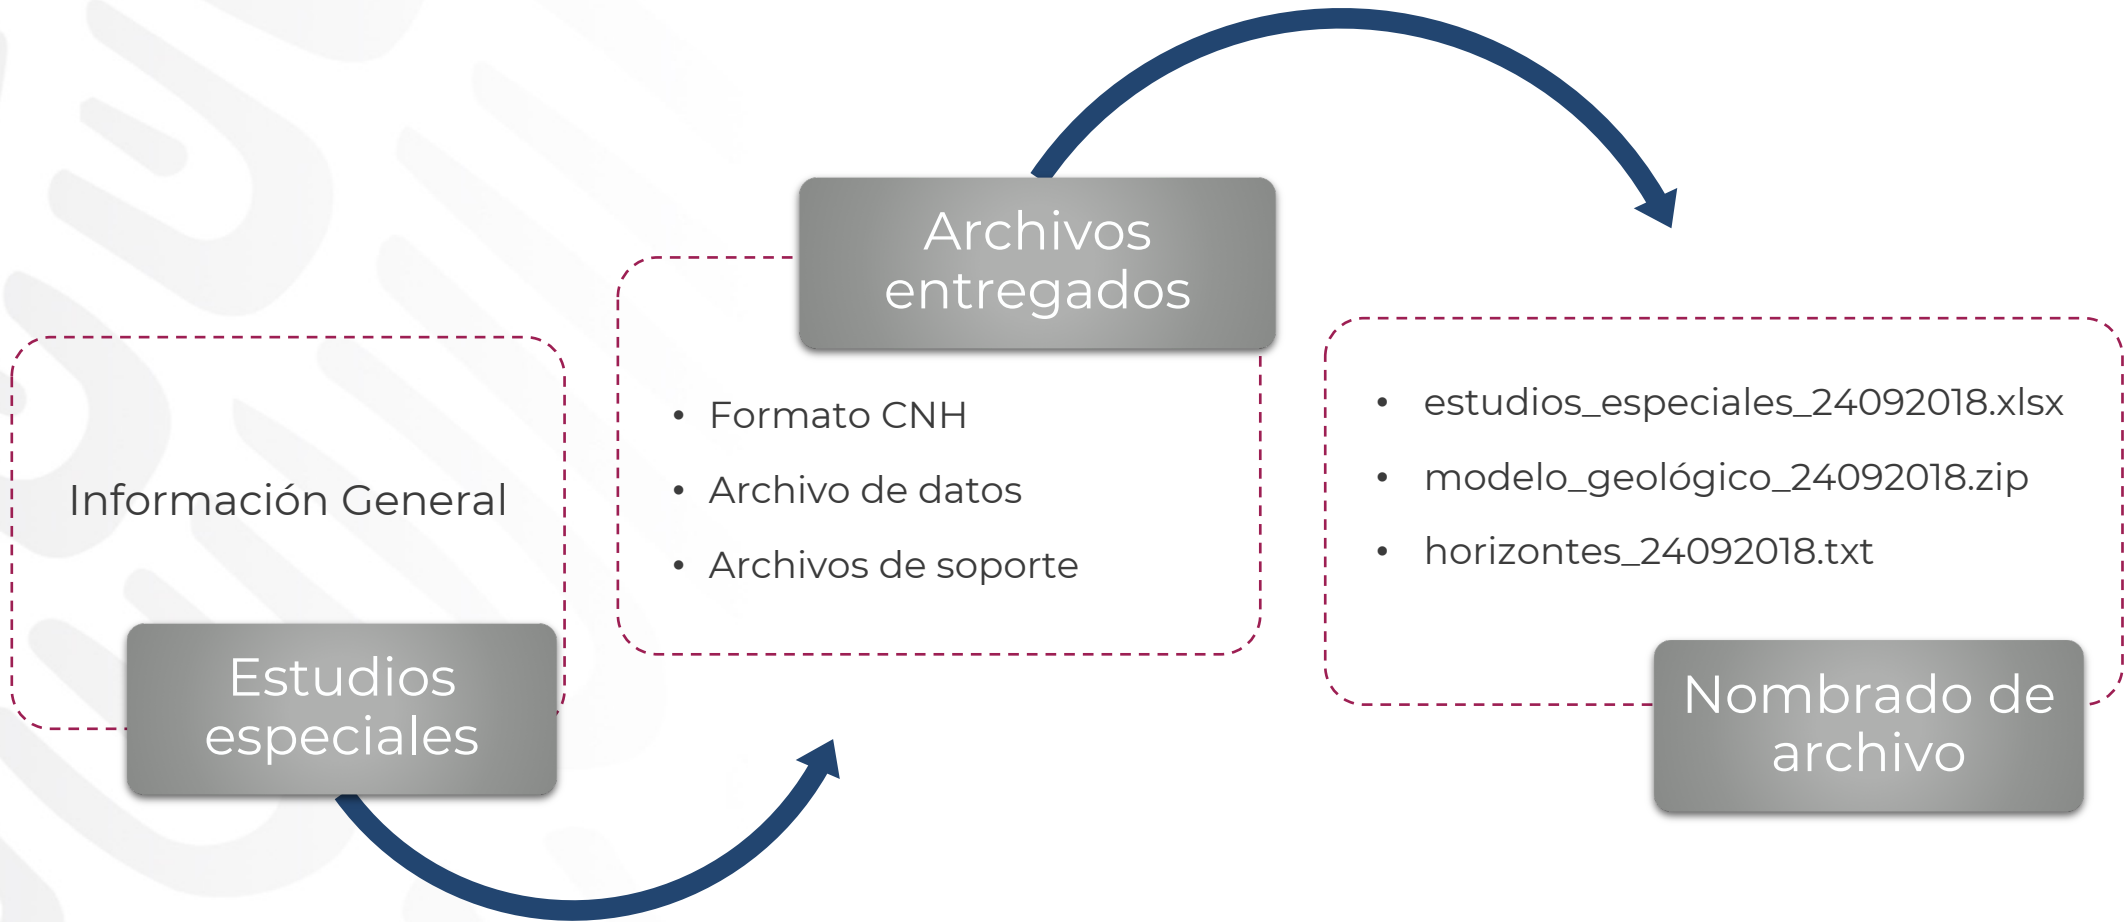 Información General
Estudios
especiales
Archivos
entregados
• Formato CNH
• Archivo de datos
• Archivos de soporte
• estudios_especiales_24092018.xlsx
• modelo_geológico_24092018.zip
• horizontes_24092018.txt
Nombrado de
archivo